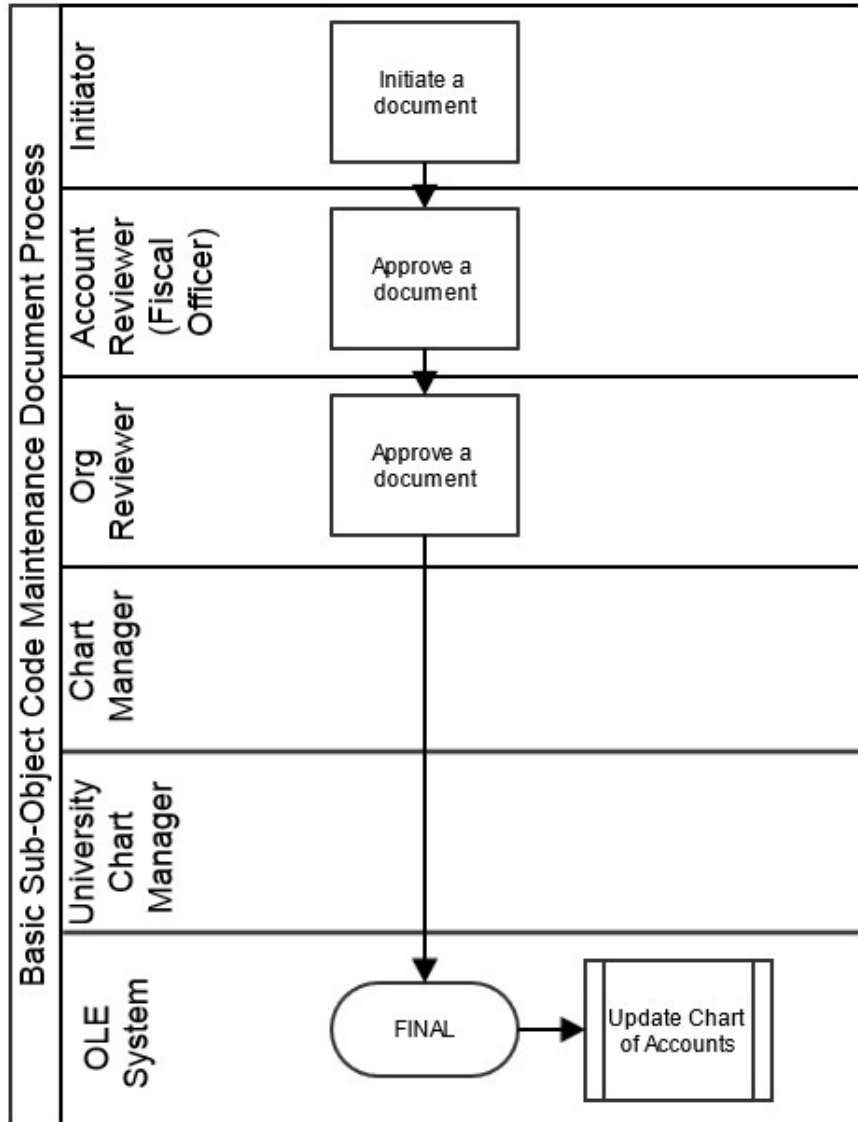 Basic Sub-Object Code Maintenance Document Process
Initiator
Initiate a
document
Account
Reviewer
(Fiscal
Officer)
Approve a
document
Org
Reviewer
Approve a
document
Chart
Manager
University
Chart
Manager
OLE
System
FINAL
Update Chart
of Accounts